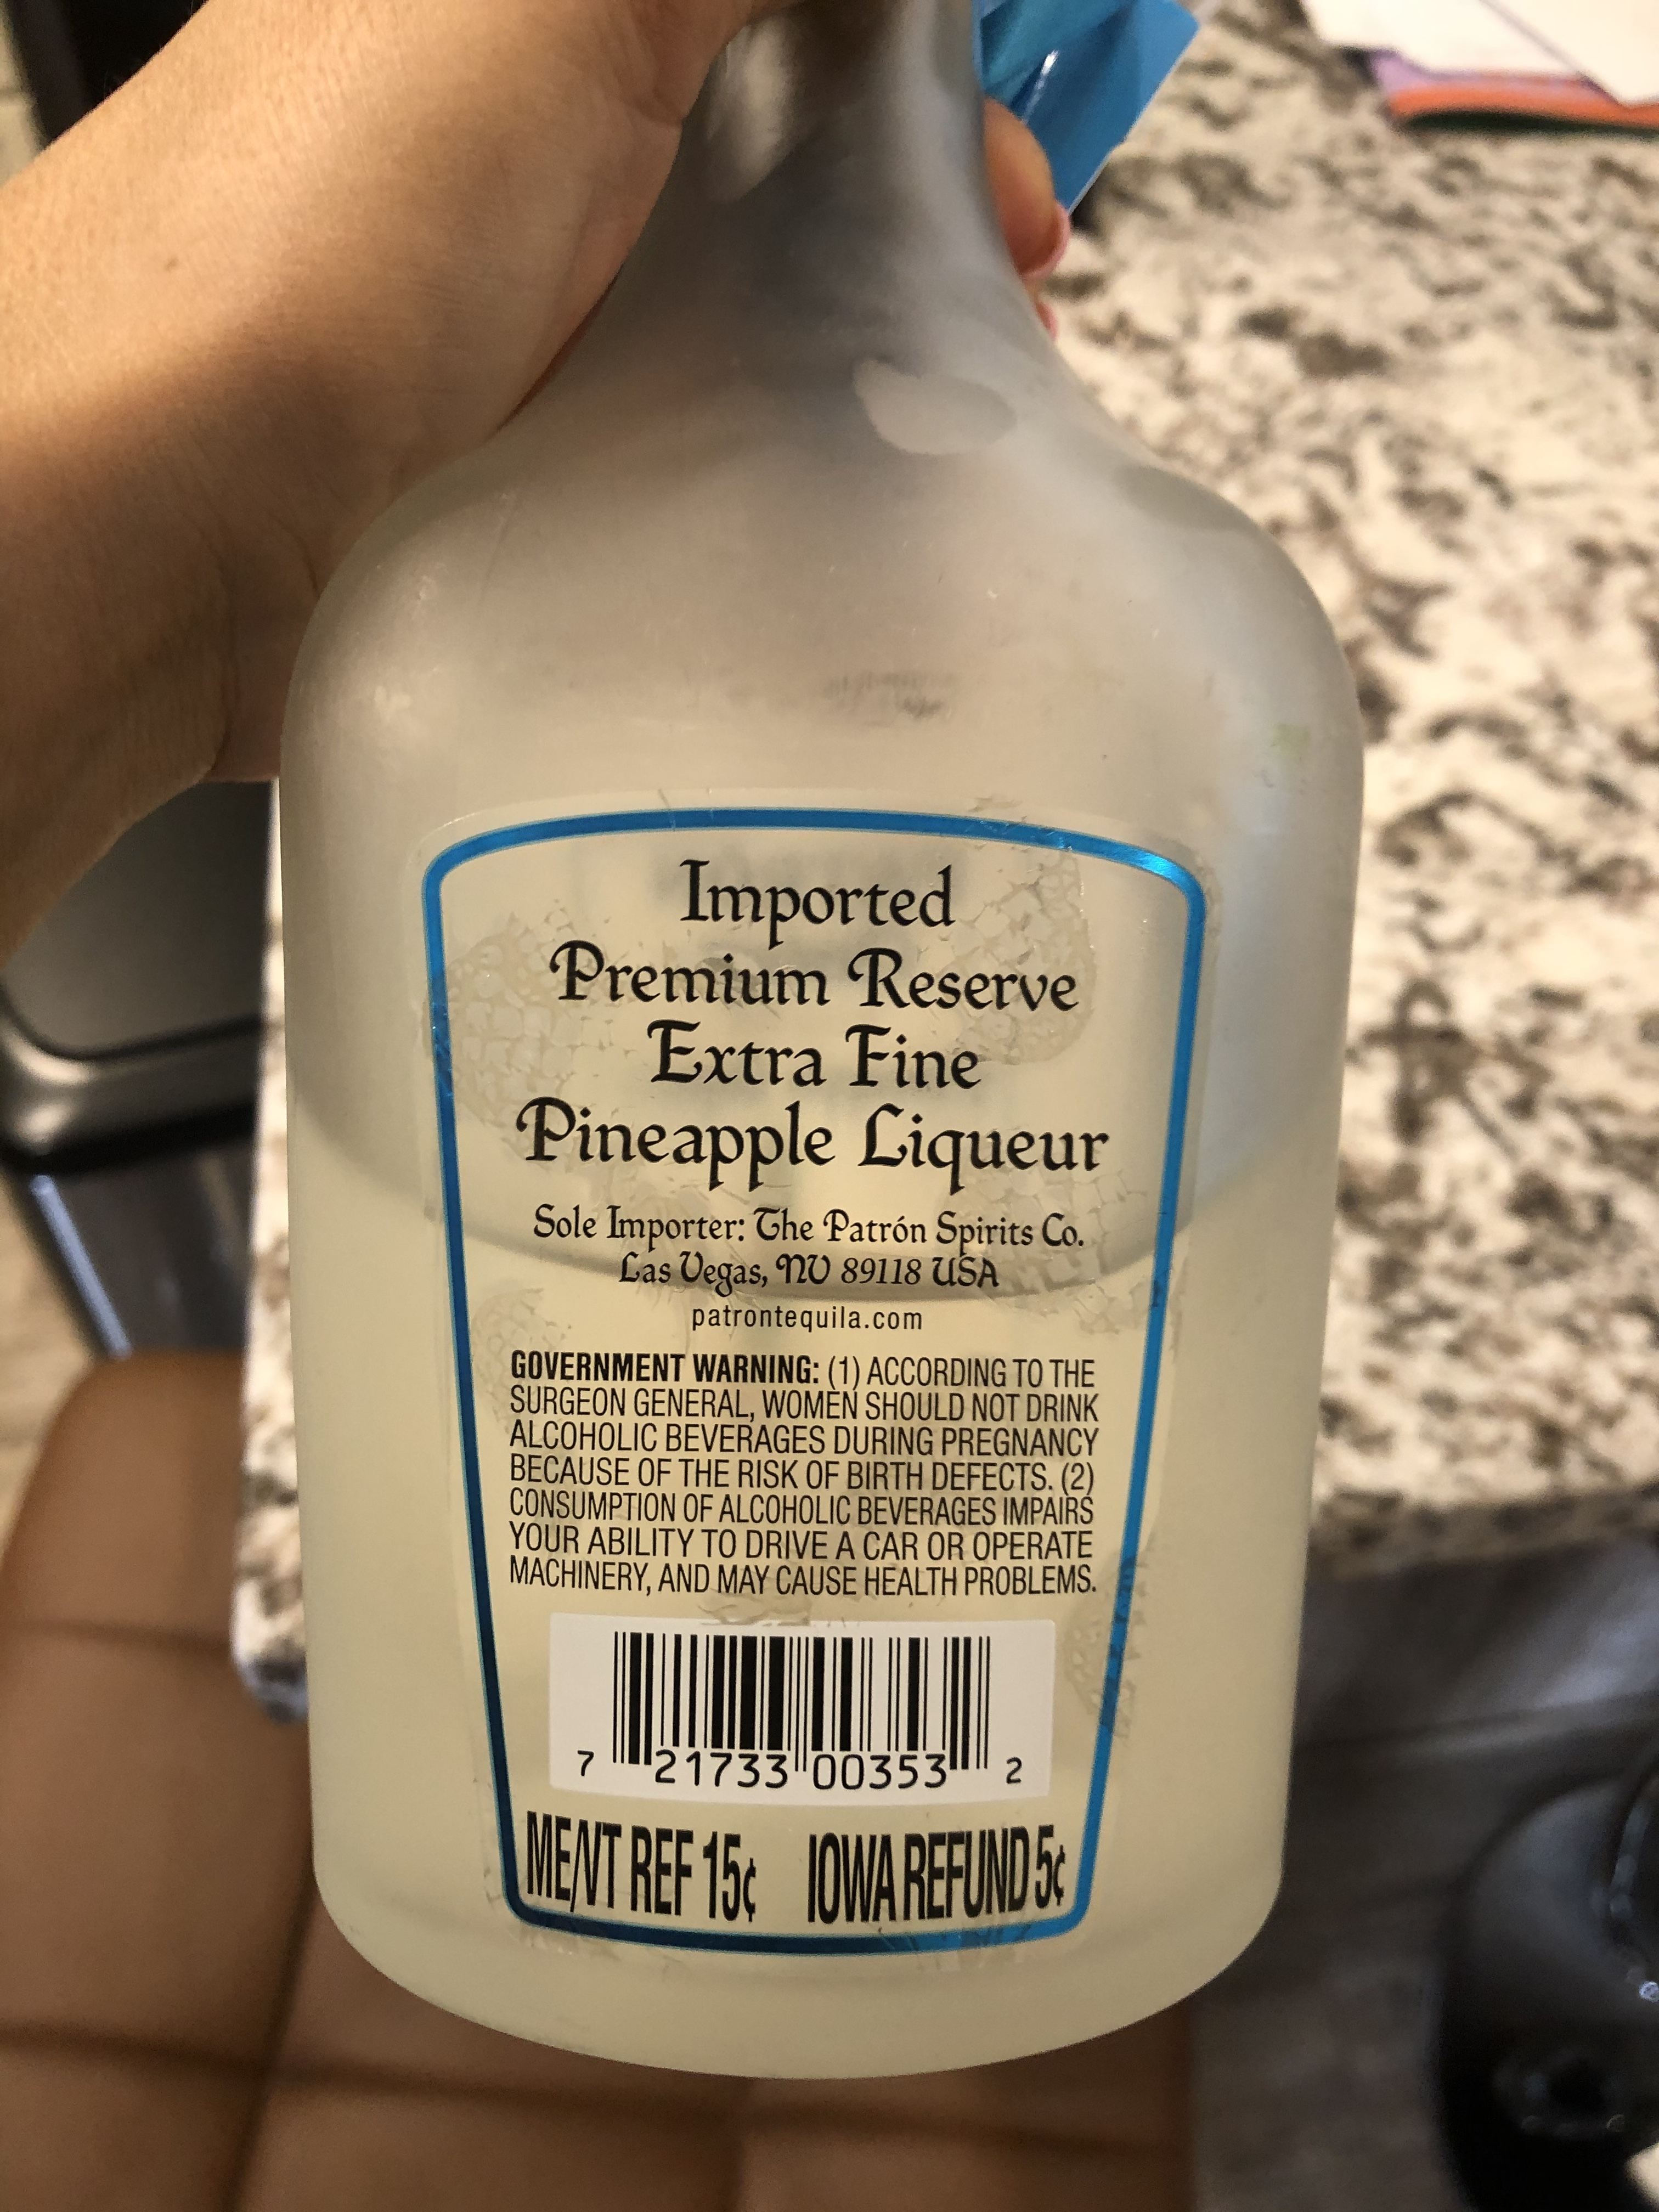 Imported
Premium Reserve
Extra Fine
Pineapple Liqueur
Sole Importer: The Patrón Spirits Co.
Las Vegas, NV 89118 USA
patrontequila.com
GOVERNMENT WARNING: (1) ACCORDING TO THE
SURGEON GENERAL, WOMEN SHOULD NOT DRINK
ALCOHOLIC BEVERAGES DURING PREGNANCY
BECAUSE OF THE RISK OF BIRTH DEFECTS. (2)
CONSUMPTION OF ALCOHOLIC BEVERAGES IMPAIRS
YOUR ABILITY TO DRIVE A CAR OR OPERATE
MACHINERY, AND MAY CAUSE HEALTH PROBLEMS.
7 21733 00353 2
ME/VT REF 15¢ IOWA REFUND 5¢